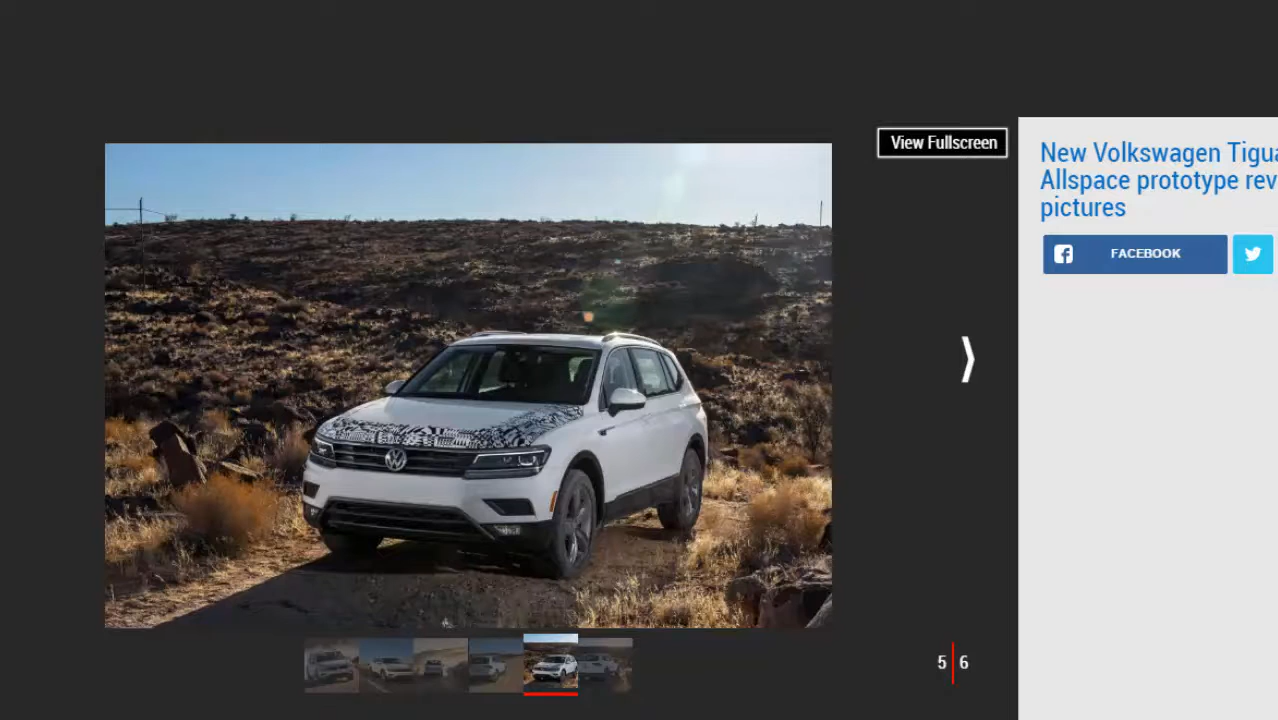 View Fullscreen
New Volkswagen Tigua
Allspace prototype rev
pictures
FACEBOOK
5 6